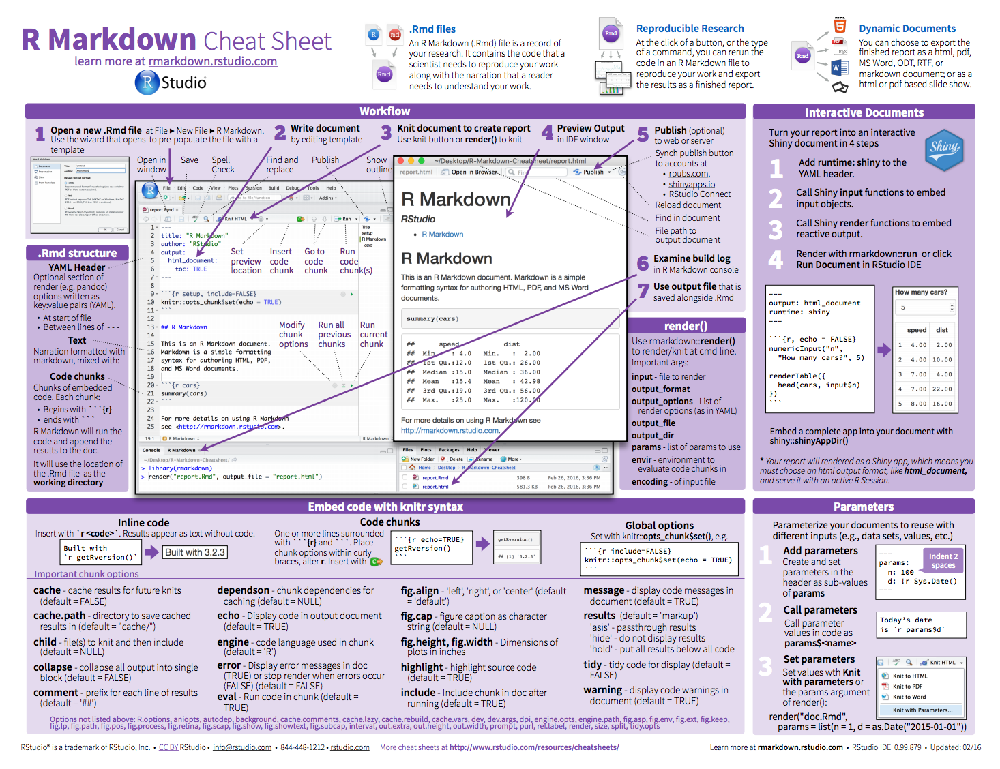 R Markdown Cheat Sheet
learn more at rmarkdown.rstudio.com
R Studio
R
md
Rmd
.Rmd files
An R Markdown (.Rmd) file is a record of
your research. It contains the code that a
scientist needs to reproduce your work
along with the narration that a reader
needs to understand your work.
Rmd
Reproducible Research
At the click of a button, or the type
of a command, you can rerun the
code in an R Markdown file to
reproduce your work and export
the results as a finished report.
Rmd
HTML
PDF
W
Dynamic Documents
You can choose to export the
finished report as a html, pdf,
MS Word, ODT, RTF, or
markdown document; or as a
html or pdf based slide show.
Workflow
1 Open a new .Rmd file at File ▶ New File ▶ R Markdown.
Use the wizard that opens to pre-populate the file with a
template
2 Write document
by editing template
3 Knit document to create report
Use knit button or render() to knit
4 Preview Output
in IDE window
5 Publish (optional)
to web or server
Synch publish button
to accounts at
• rpubs.com,
• shinyapps.io
• RStudio Connect
Reload document
Find in document
File path to
output document
6 Examine build log
in R Markdown console
7 Use output file that is
saved alongside .Rmd
Open in
window
Save
Spell
Check
Find and
replace
Publish
Show
outline
New R Markdown
Document
Presentation
Shiny
From Template
Title: Untitled
Author:
Default Output Format:
HTML
PDF
Word
OK Cancel
File Edit Code View Plots Session Build Debug Tools Help
Go to file/function
Addins
report.Rmd
Knit HTML
Run
1 ---
2 title: "R Markdown"
3 author: "RStudio"
4 output:
5 html_document:
6 toc: TRUE
7 ---
8
9 ```{r setup, include=FALSE}
10 knitr::opts_chunk$set(echo = TRUE)
11 ```
12
13 ## R Markdown
14
15 This is an R Markdown document.
16 Markdown is a simple formatting
17 syntax for authoring HTML, PDF,
18 and MS Word documents.
19
20 ```{r cars}
21 summary(cars)
22 ```
23
24 For more details on using R Markdown
25 see <http://rmarkdown.rstudio.com>.
Title
setup
R Markdown
cars
Set
preview
location
Insert
code
chunk
Go to
code
chunk
Run
code
chunk(s)
Modify
chunk
options
Run all
previous
chunks
Run
current
chunk
19:1 R Markdown
R Markdown
Console R Markdown
~/Desktop/R-Markdown-Cheatsheet/
> library(rmarkdown)
> render("report.Rmd", output_file = "report.html")
~/Desktop/R-Markdown-Cheatsheet/report.html
report.html Open in Browser Find Publish
R Markdown
RStudio
• R Markdown
R Markdown
This is an R Markdown document. Markdown is a simple
formatting syntax for authoring HTML, PDF, and MS Word
documents.
summary(cars)
## speed dist
## Min. : 4.0 Min. : 2.00
## 1st Qu.:12.0 1st Qu.: 26.00
## Median :15.0 Median : 36.00
## Mean :15.4 Mean : 42.98
## 3rd Qu.:19.0 3rd Qu.: 56.00
## Max. :25.0 Max. :120.00
For more details on using R Markdown see
http://rmarkdown.rstudio.com.
Files Plots Packages Help Viewer
New Folder Delete Rename More
Home Desktop R-Markdown-Cheatsheet
report.Rmd 398 B Feb 26, 2016, 3:36 PM
report.html 581.3 KB Feb 26, 2016, 3:36 PM
.Rmd structure
YAML Header
Optional section of
render (e.g. pandoc)
options written as
key:value pairs (YAML).
• At start of file
• Between lines of ---
Text
Narration formatted with
markdown, mixed with:
Code chunks
Chunks of embedded
code. Each chunk:
• Begins with ```{r}
• ends with ```
R Markdown will run the
code and append the
results to the doc.
It will use the location of
the .Rmd file as the
working directory
render()
Use rmarkdown::render()
to render/knit at cmd line.
Important args:
input - file to render
output_format
output_options - List of
render options (as in YAML)
output_file
output_dir
params - list of params to use
envir - environment to
evaluate code chunks in
encoding - of input file
Interactive Documents
Turn your report into an interactive
Shiny document in 4 steps
Shiny
1 Add runtime: shiny to the
YAML header.
2 Call Shiny input functions to embed
input objects.
3 Call Shiny render functions to embed
reactive output.
4 Render with rmarkdown::run or click
Run Document in RStudio IDE
---
output: html_document
runtime: shiny
---
```{r, echo = FALSE}
numericInput("n",
"How many cars?", 5)
renderTable({
head(cars, input$n)
})
```
How many cars?
5
speed dist
1 4.00 2.00
2 4.00 10.00
3 7.00 4.00
4 7.00 22.00
5 8.00 16.00
Embed a complete app into your document with
shiny::shinyAppDir()
* Your report will rendered as a Shiny app, which means you
must choose an html output format, like html_document,
and serve it with an active R Session.
Embed code with knitr syntax
Inline code
Insert with `r <code>`. Results appear as text without code.
Built with
`r getRversion()`
Built with 3.2.3
Code chunks
One or more lines surrounded
with ```{r} and ```. Place
chunk options within curly
braces, after r. Insert with
```{r echo=TRUE}
getRversion()
```
getRversion()
## [1] '3.2.3'
Global options
Set with knitr::opts_chunk$set(), e.g.
```{r include=FALSE}
knitr::opts_chunk$set(echo = TRUE)
```
Important chunk options
cache - cache results for future knits
(default = FALSE)
cache.path - directory to save cached
results in (default = "cache/")
child - file(s) to knit and then include
(default = NULL)
collapse - collapse all output into single
block (default = FALSE)
comment - prefix for each line of results
(default = '##')
dependson - chunk dependencies for
caching (default = NULL)
echo - Display code in output document
(default = TRUE)
engine - code language used in chunk
(default = 'R')
error - Display error messages in doc
(TRUE) or stop render when errors occur
(FALSE) (default = FALSE)
eval - Run code in chunk (default =
TRUE)
fig.align - 'left', 'right', or 'center' (default
= 'default')
fig.cap - figure caption as character
string (default = NULL)
fig.height, fig.width - Dimensions of
plots in inches
highlight - highlight source code
(default = TRUE)
include - Include chunk in doc after
running (default = TRUE)
message - display code messages in
document (default = TRUE)
results (default = 'markup')
'asis' - passthrough results
'hide' - do not display results
'hold' - put all results below all code
tidy - tidy code for display (default =
FALSE)
warning - display code warnings in
document (default = TRUE)
Options not listed above: R.options, aniopts, autodep, background, cache.comments, cache.lazy, cache.rebuild, cache.vars, dev, dev.args, dpi, engine.opts, engine.path, fig.asp, fig.env, fig.ext, fig.keep,
fig.lp, fig.path, fig.pos, fig.process, fig.retina, fig.scap, fig.show, fig.showtext, fig.subcap, interval, out.extra, out.height, out.width, prompt, purl, ref.label, render, size, split, tidy.opts
Parameters
Parameterize your documents to reuse with
different inputs (e.g., data sets, values, etc.)
1 Add parameters
Create and set
parameters in the
header as sub-values
of params
---
params:
n: 100
d: !r Sys.Date()
---
Indent 2
spaces
2 Call parameters
Call parameter
values in code as
params$<name>
Today's date
is `r params$d`
3 Set parameters
Set values wth Knit
with parameters or
the params argument
of render():
Knit HTML
Knit to HTML
Knit to PDF
Knit to Word
Knit with Parameters...
render("doc.Rmd",
params = list(n = 1, d = as.Date("2015-01-01"))
RStudio® is a trademark of RStudio, Inc. • CC BY RStudio • info@rstudio.com • 844-448-1212 • rstudio.com
More cheat sheets at http://www.rstudio.com/resources/cheatsheets/
Learn more at rmarkdown.rstudio.com • RStudio IDE 0.99.879 • Updated: 02/16